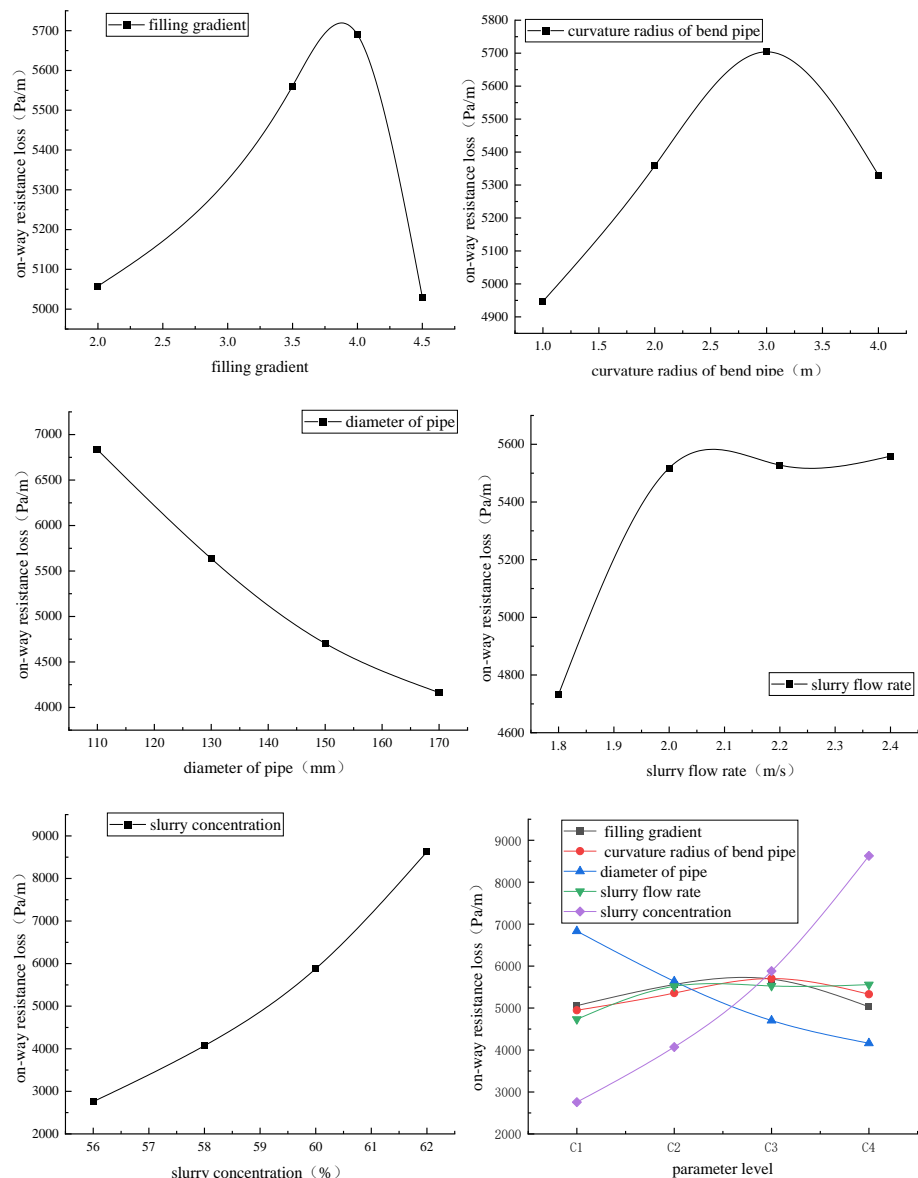 filling gradient
on-way resistance loss（Pa/m）
5700
5600
5500
5400
5300
5200
5100
5000
2.0 2.5 3.0 3.5 4.0 4.5
filling gradient
curvature radius of bend pipe
on-way resistance loss（Pa/m）
5800
5700
5600
5500
5400
5300
5200
5100
5000
4900
1.0 1.5 2.0 2.5 3.0 3.5 4.0
curvature radius of bend pipe（m）
diameter of pipe
on-way resistance loss（Pa/m）
7000
6500
6000
5500
5000
4500
4000
110 120 130 140 150 160 170
diameter of pipe（mm）
slurry flow rate
on-way resistance loss（Pa/m）
5600
5400
5200
5000
4800
4600
1.8 1.9 2.0 2.1 2.2 2.3 2.4
slurry flow rate（m/s）
slurry concentration
on-way resistance loss（Pa/m）
9000
8000
7000
6000
5000
4000
3000
2000
56 57 58 59 60 61 62
slurry concentration（%）
filling gradient
curvature radius of bend pipe
diameter of pipe
slurry flow rate
slurry concentration
on-way resistance loss（Pa/m）
9000
8000
7000
6000
5000
4000
3000
2000
C1 C2 C3 C4
parameter level